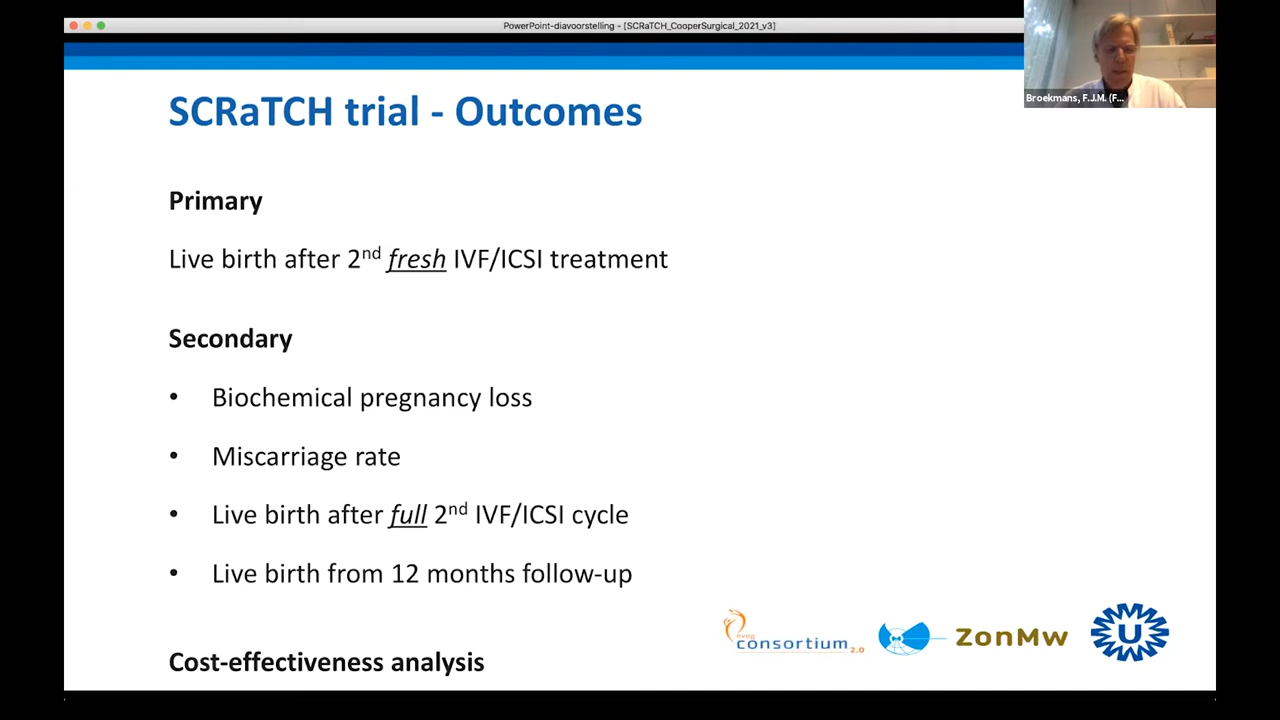 PowerPoint-diavoorstelling - [SCRaTCH_CooperSurgical_2021_v3]
Broekmans, F.J.M. (F...
SCRaTCH trial - Outcomes
Primary
Live birth after 2nd fresh IVF/ICSI treatment
Secondary
• Biochemical pregnancy loss
• Miscarriage rate
• Live birth after full 2nd IVF/ICSI cycle
• Live birth from 12 months follow-up
consortium 2.0
ZonMw
U
Cost-effectiveness analysis